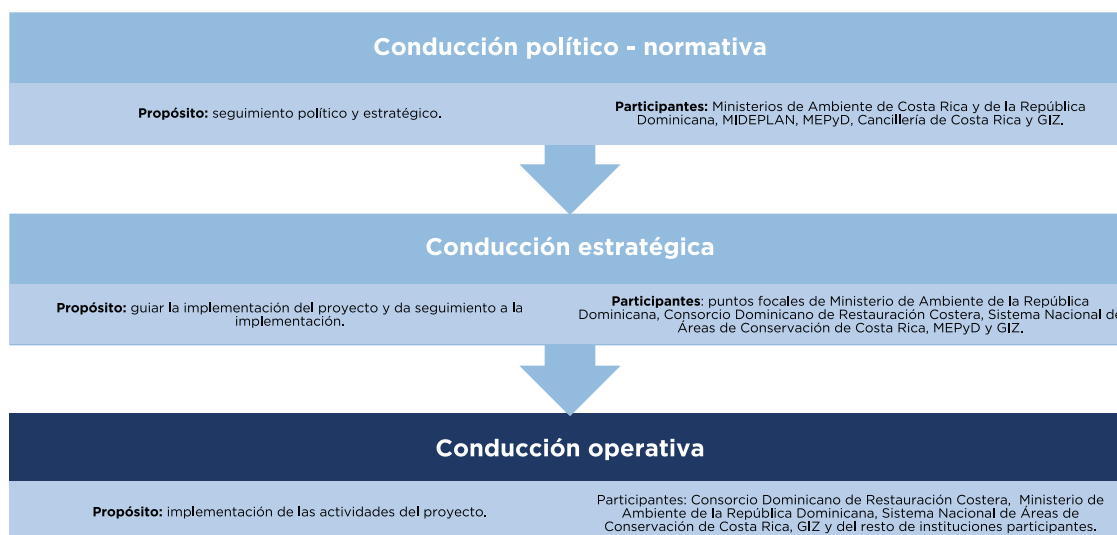 Conducción político - normativa
Propósito: seguimiento político y estratégico.
Participantes: Ministerios de Ambiente de Costa Rica y de la República
Dominicana, MIDEPLAN, MEPyD, Cancillería de Costa Rica y GIZ.
Conducción estratégica
Propósito: guiar la implementación del proyecto y da seguimiento a la
implementación.
Participantes: puntos focales de Ministerio de Ambiente de la República
Dominicana, Consorcio Dominicano de Restauración Costera, Sistema Nacional de
Áreas de Conservación de Costa Rica, MEPyD y GIZ.
Conducción operativa
Propósito: implementación de las actividades del proyecto.
Participantes: Consorcio Dominicano de Restauración Costera, Ministerio de
Ambiente de la República Dominicana, Sistema Nacional de Áreas de
Conservación de Costa Rica, GIZ y del resto de instituciones participantes.